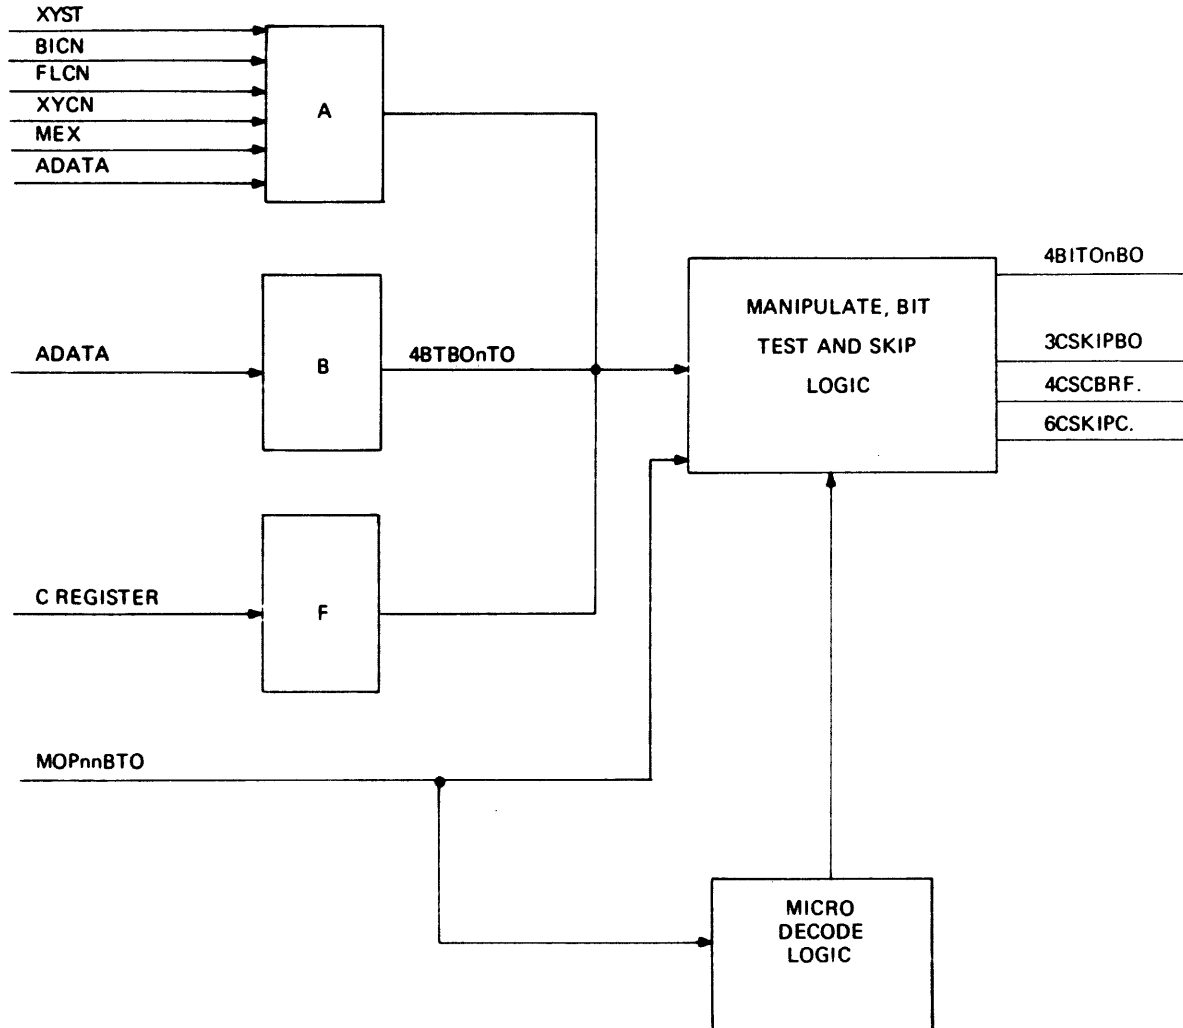 XYST
BICN
FLCN
XYCN
MEX
ADATA
A
ADATA
B
4BTBOnTO
C REGISTER
F
MOPnnBTO
MANIPULATE, BIT
TEST AND SKIP
LOGIC
4BITOnBO
3CSKIPBO
4CSCBRF.
6CSKIPC.
MICRO
DECODE
LOGIC